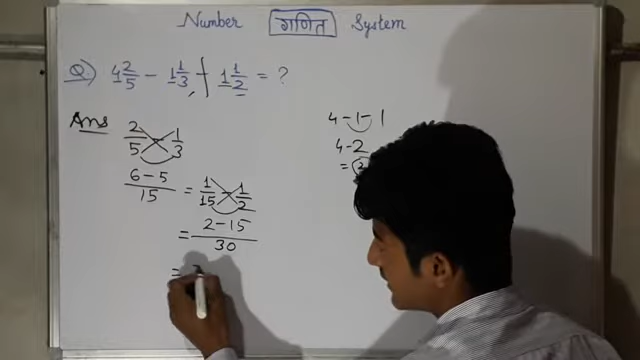 Number गणित System
Q.) 4 2/5 - 1 1/3 + 1 1/2 = ?
Ans
2/5 1/3
6-5/15 = 1/15 1/2
= 2-15/30
=
4-1-1
4-2
= 2